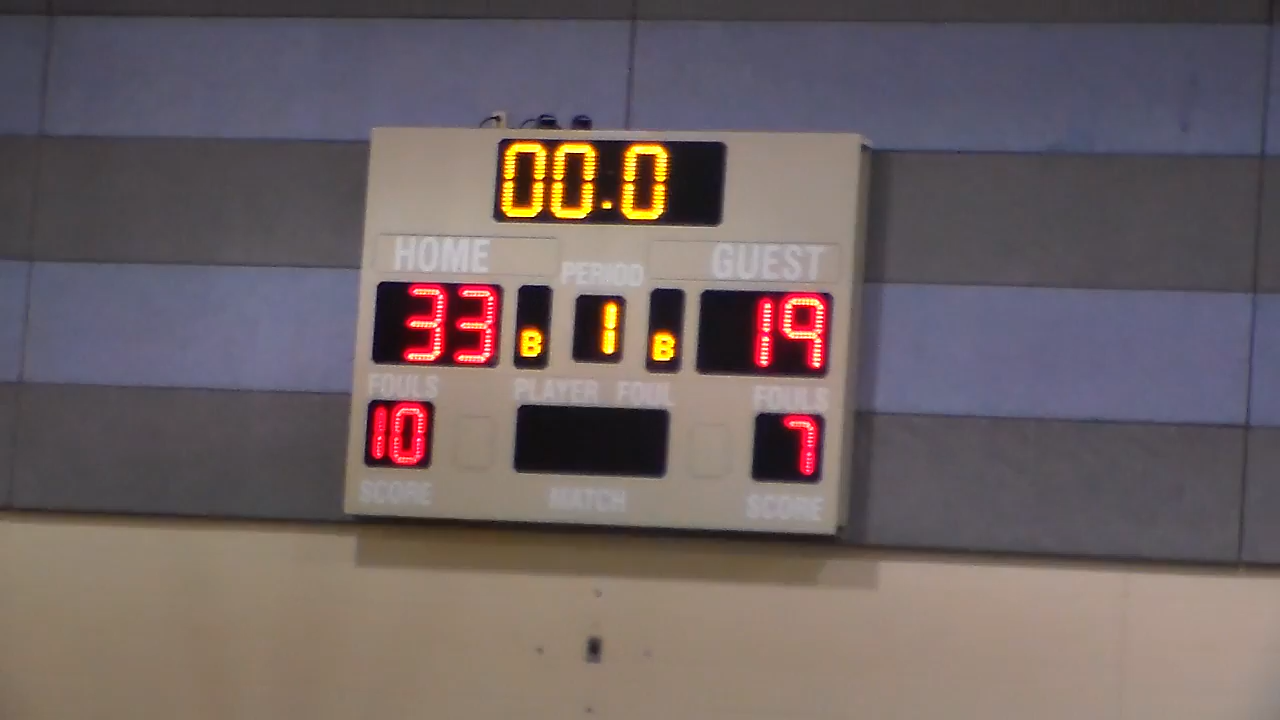 00.0
HOME PERIOD GUEST
33 B 1 B 19
FOULS PLAYER FOUL FOULS
10 7
SCORE MATCH SCORE